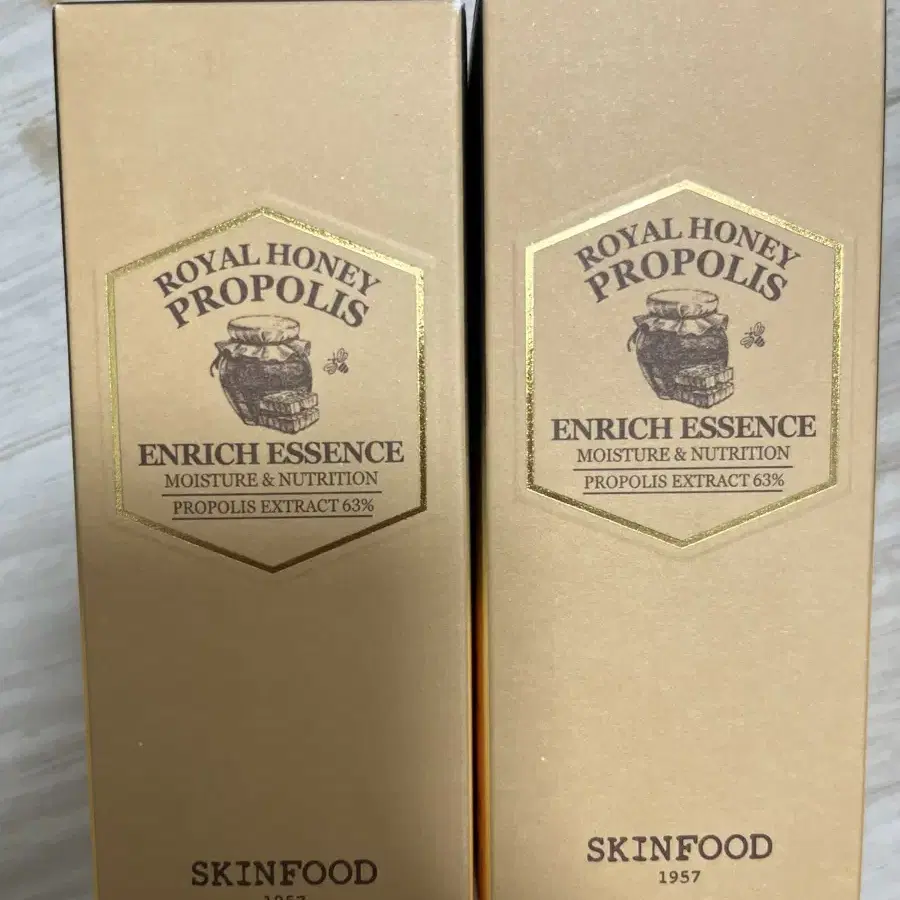 ROYAL HONEY
PROPOLIS
ENRICH ESSENCE
MOISTURE & NUTRITION
PROPOLIS EXTRACT 63%
SKINFOOD
1957
ROYAL HONEY
PROPOLIS
ENRICH ESSENCE
MOISTURE & NUTRITION
PROPOLIS EXTRACT 63%
SKINFOOD
1957